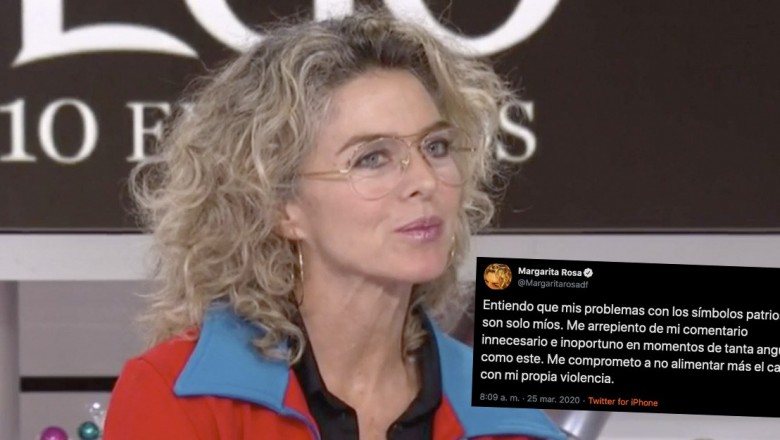 10
Margarita Rosa
@Margaritarosadf
Entiendo que mis problemas con los símbolos
son solo míos. Me arrepiento de mi comentario
innecesario e inoportuno en momentos de tanta
como este. Me comprometo a no alimentar más el
con mi propia violencia.
8:09 a. m. · 25 mar. 2020 · Twitter for iPhone